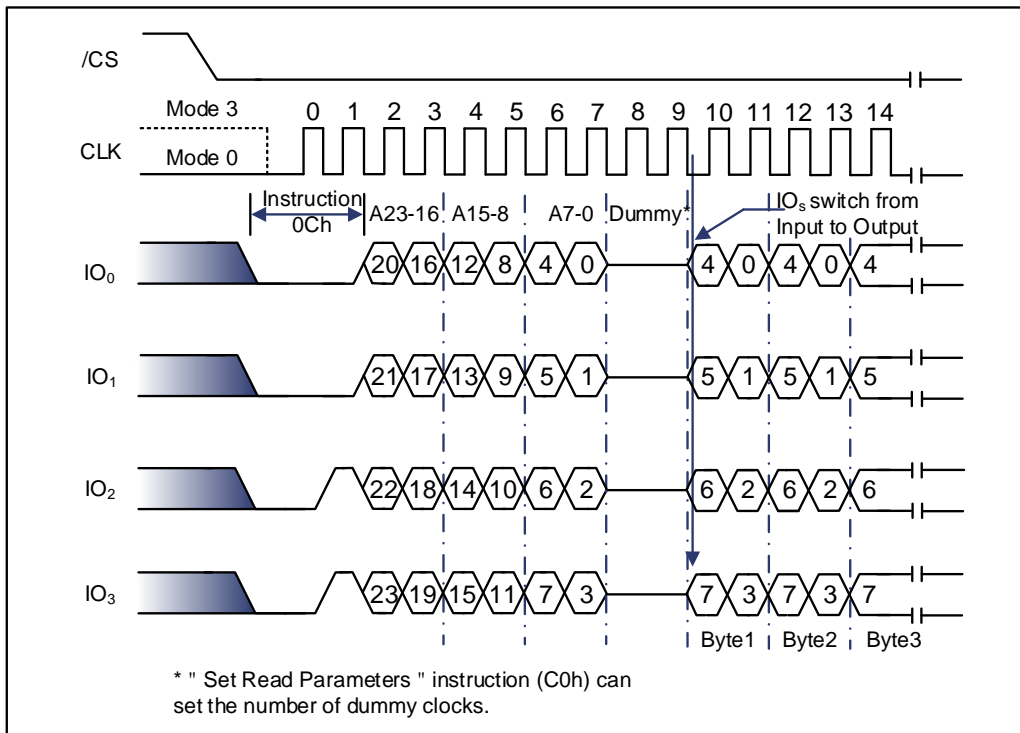 /CS
Mode 3
0 1 2 3 4 5 6 7 8 9 10 11 12 13 14
CLK
Mode 0
Instruction
0Ch
A23-16 A15-8 A7-0 Dummy*
IOs switch from
Input to Output
IO0 20 16 12 8 4 0 4 0 4 0 4
IO1 21 17 13 9 5 1 5 1 5 1 5
IO2 22 18 14 10 6 2 6 2 6 2 6
IO3 23 19 15 11 7 3 7 3 7 3 7
Byte1 Byte2 Byte3
* " Set Read Parameters " instruction (C0h) can
set the number of dummy clocks.